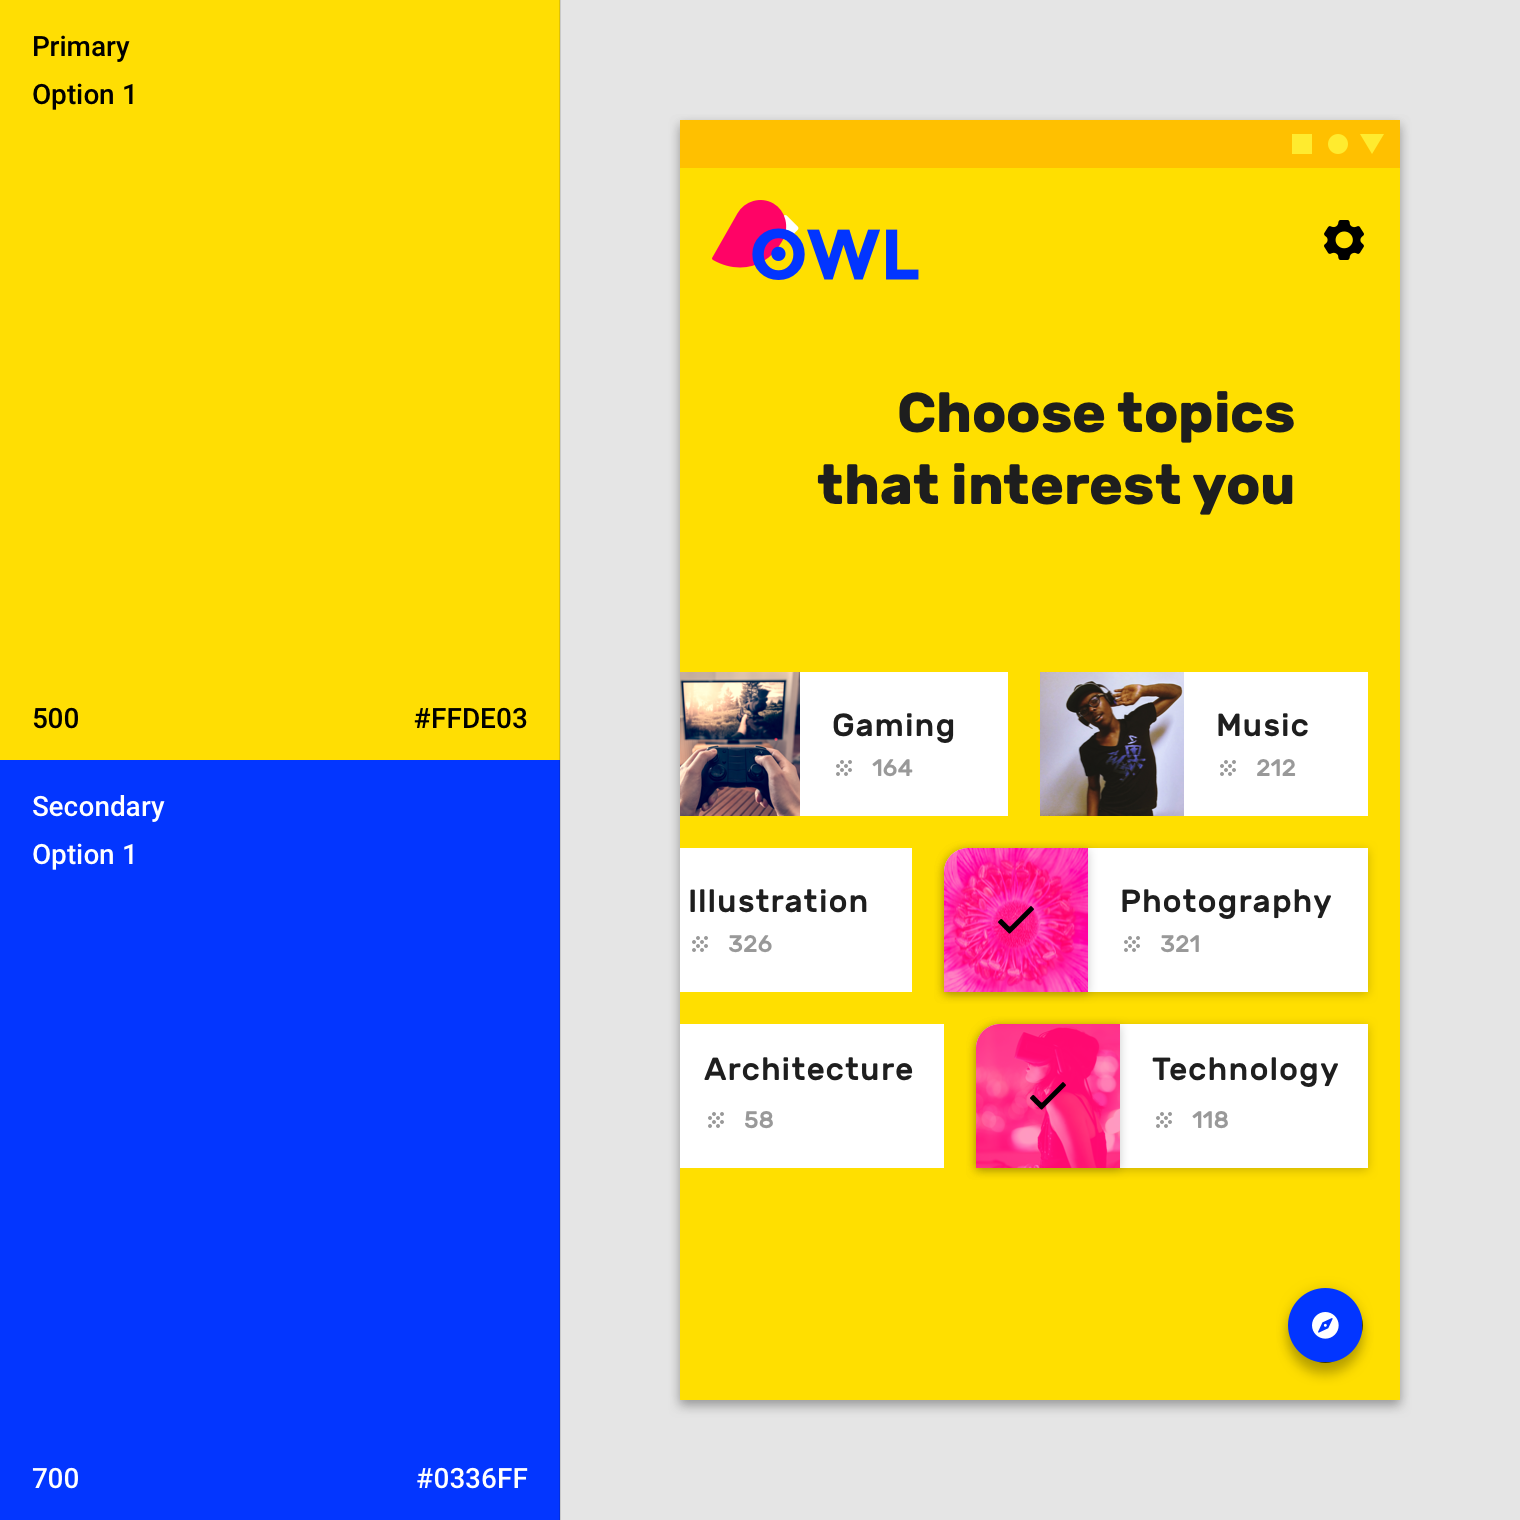 Primary
Option 1
500 #FFDE03
Secondary
Option 1
700 #0336FF
OWL
Choose topics
that interest you
Gaming
164
Music
212
Illustration
326
Photography
321
Architecture
58
Technology
118